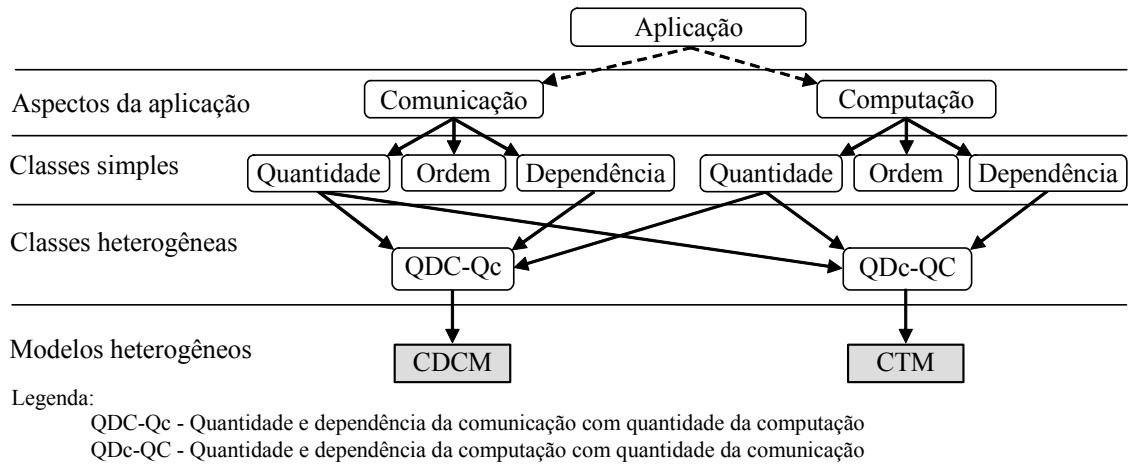 Aplicação
Aspectos da aplicação
Comunicação
Computação
Classes simples
Quantidade
Ordem
Dependência
Quantidade
Ordem
Dependência
Classes heterogêneas
QDC-Qc
QDc-QC
Modelos heterogêneos
CDCM
CTM
Legenda:
QDC-Qc - Quantidade e dependência da comunicação com quantidade da computação
QDc-QC - Quantidade e dependência da computação com quantidade da comunicação